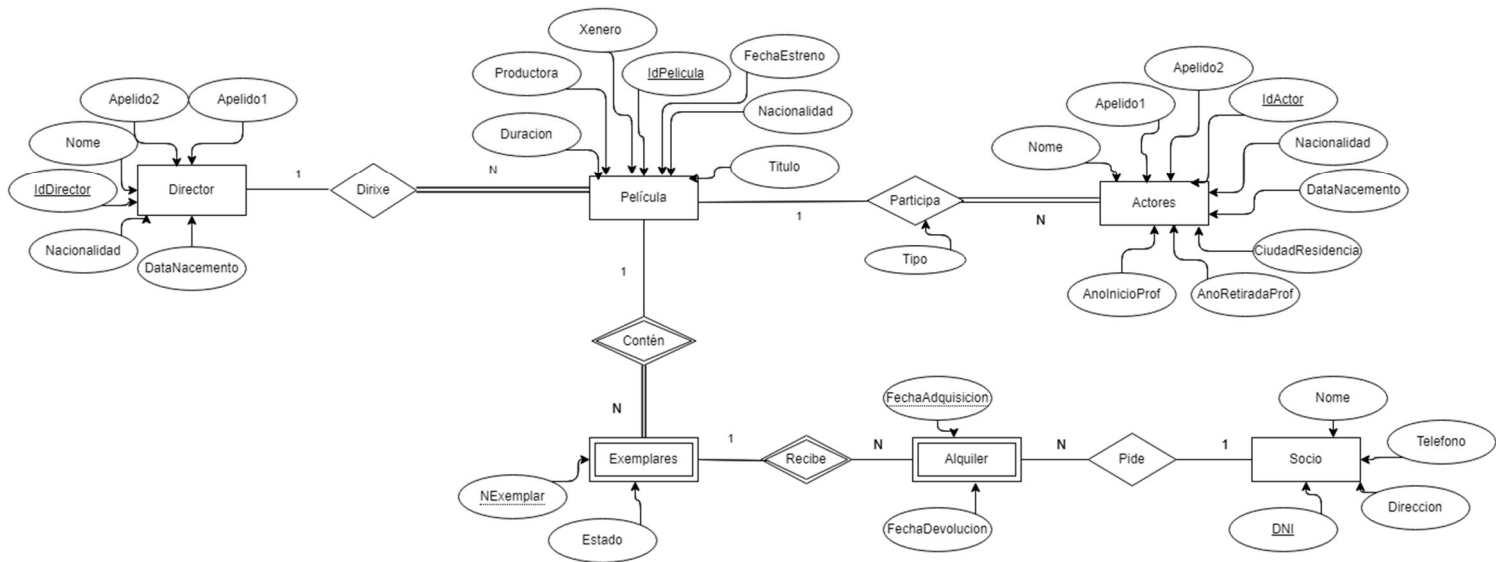 Xenero
FechaEstreno
Productora
IdPelicula
Apelido2
Apelido2
Apelido1
Apelido1
IdActor
Nacionalidad
Duracion
Nome
Nome
Nacionalidad
Titulo
Director
1
Dirixe
N
Película
1
Participa
N
Actores
IdDirector
DataNacemento
Nacionalidad
DataNacemento
Tipo
CiudadResidencia
AnoInicioProf
AnoRetiradaProf
1
Contén
N
FechaAdquisicion
Nome
Telefono
Exemplares
1
Recibe
N
Alquiler
N
Pide
1
Socio
NExemplar
Direccion
Estado
FechaDevolucion
DNI